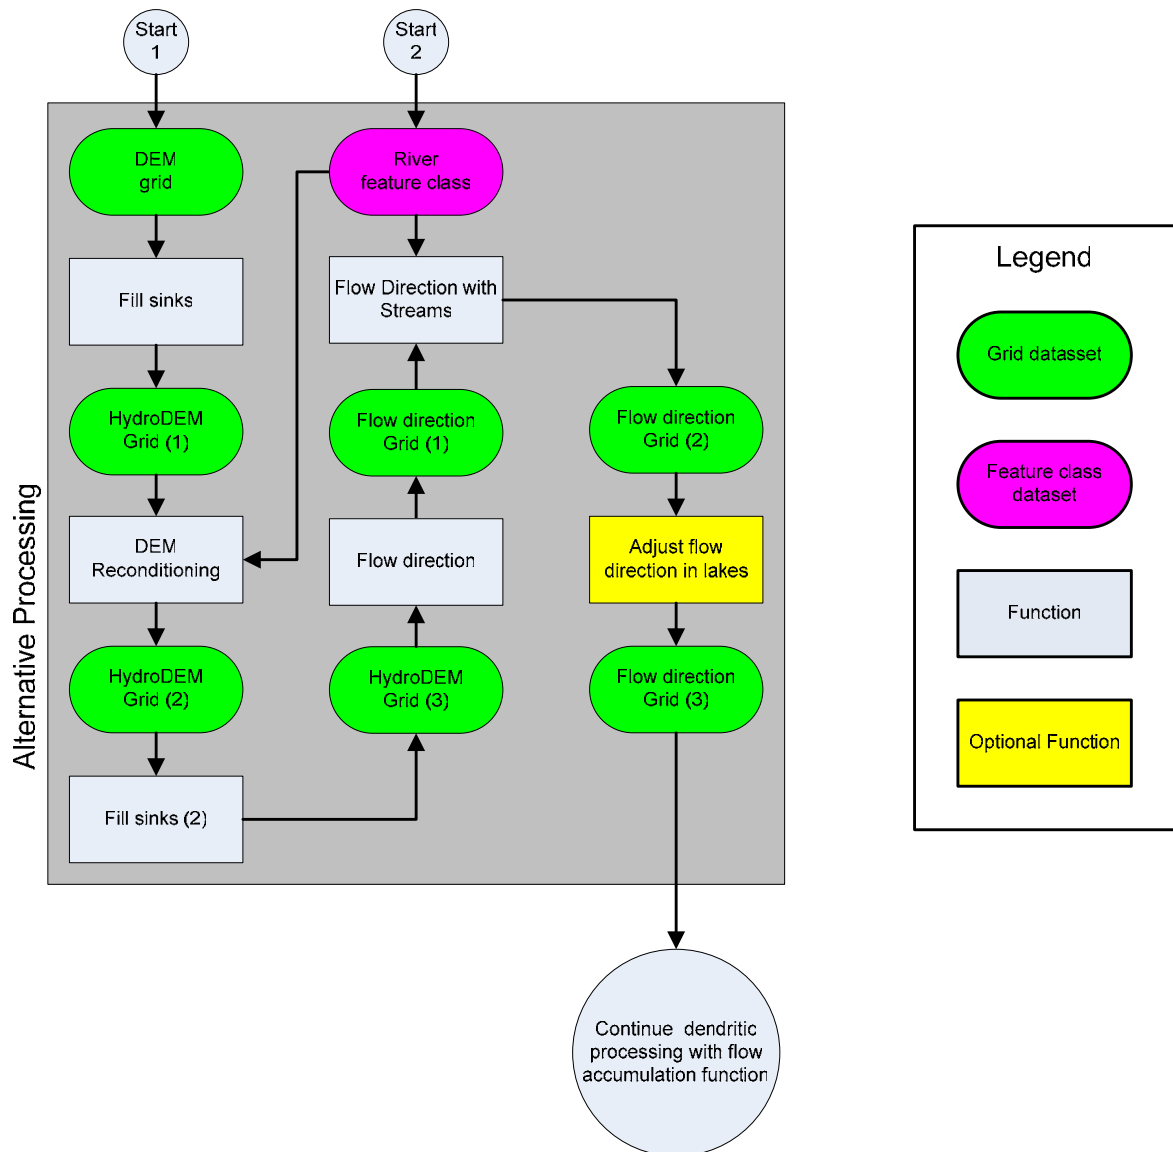 Start
1
Start
2
DEM
grid
River
feature class
Fill sinks
Flow Direction with
Streams
HydroDEM
Grid (1)
Flow direction
Grid (1)
Flow direction
Grid (2)
DEM
Reconditioning
Flow direction
Adjust flow
direction in lakes
HydroDEM
Grid (2)
HydroDEM
Grid (3)
Flow direction
Grid (3)
Fill sinks (2)
Alternative Processing
Continue dendritic
processing with flow
accumulation function
Legend
Grid datasset
Feature class
dataset
Function
Optional Function